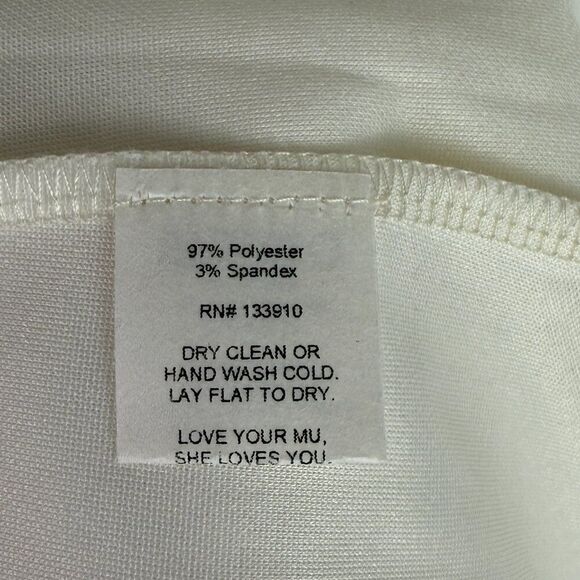 97% Polyester
3% Spandex
RN# 133910
DRY CLEAN OR
HAND WASH COLD.
LAY FLAT TO DRY.
LOVE YOUR MU,
SHE LOVES YOU.